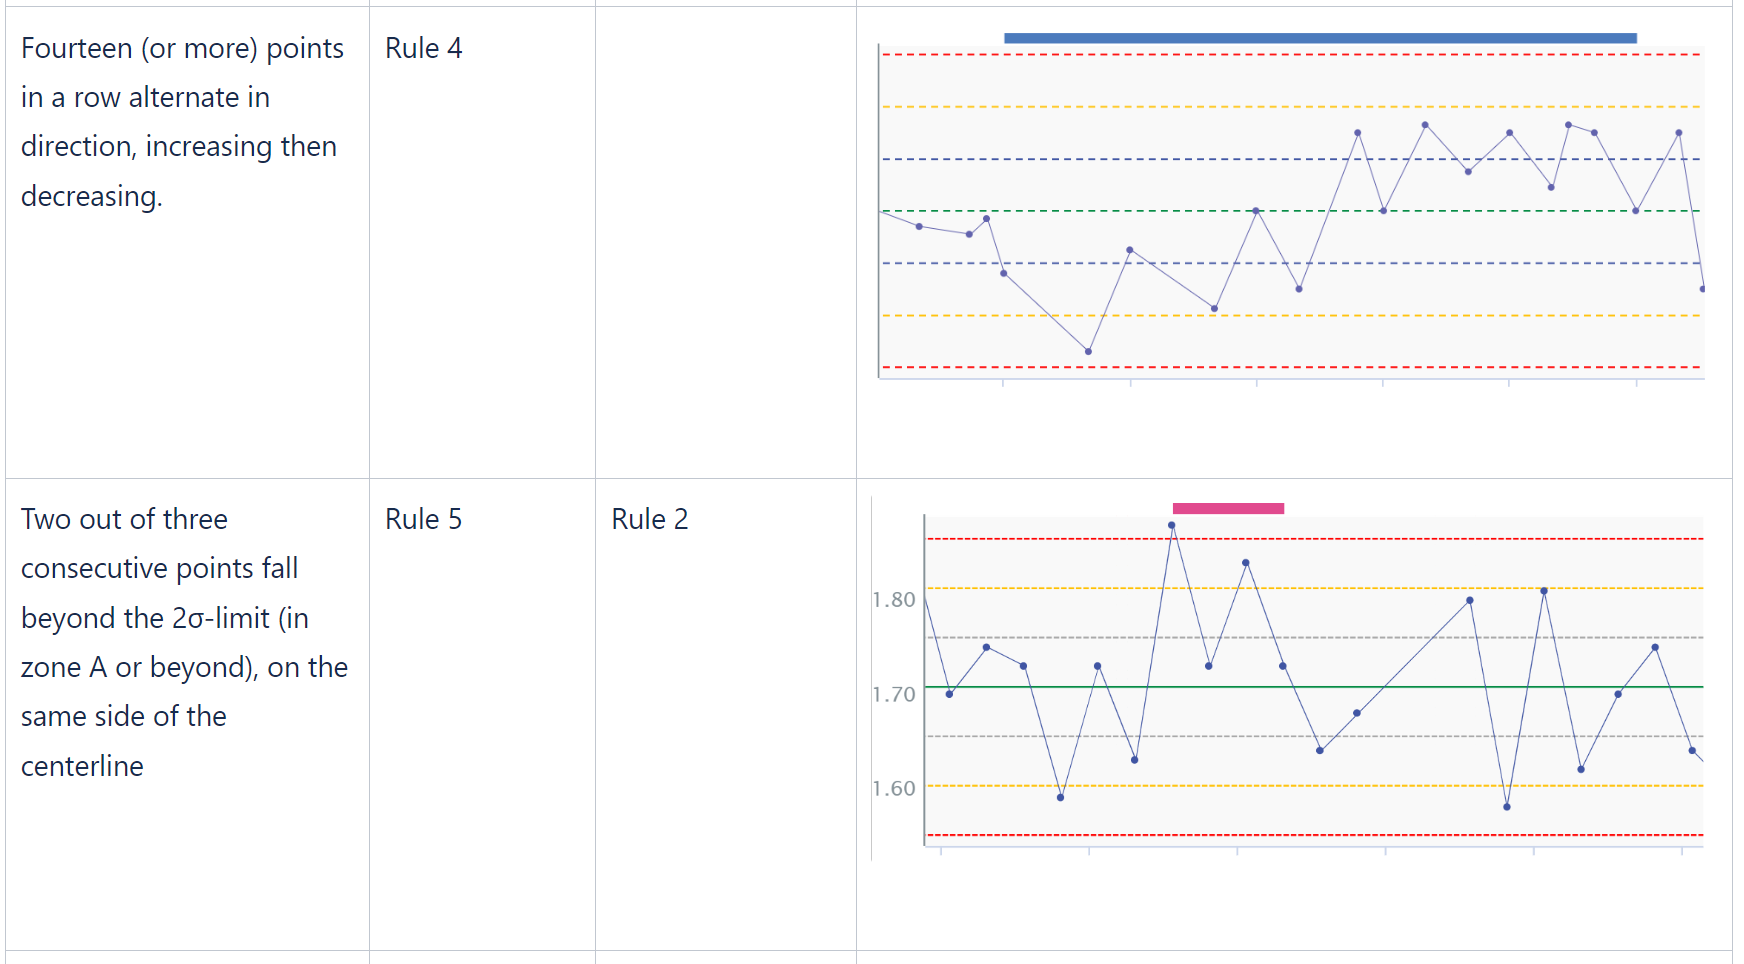 Fourteen (or more) points
in a row alternate in
direction, increasing then
decreasing.
Rule 4
Two out of three
consecutive points fall
beyond the 2σ-limit (in
zone A or beyond), on the
same side of the
centerline
Rule 5
Rule 2
1.80
1.70
1.60